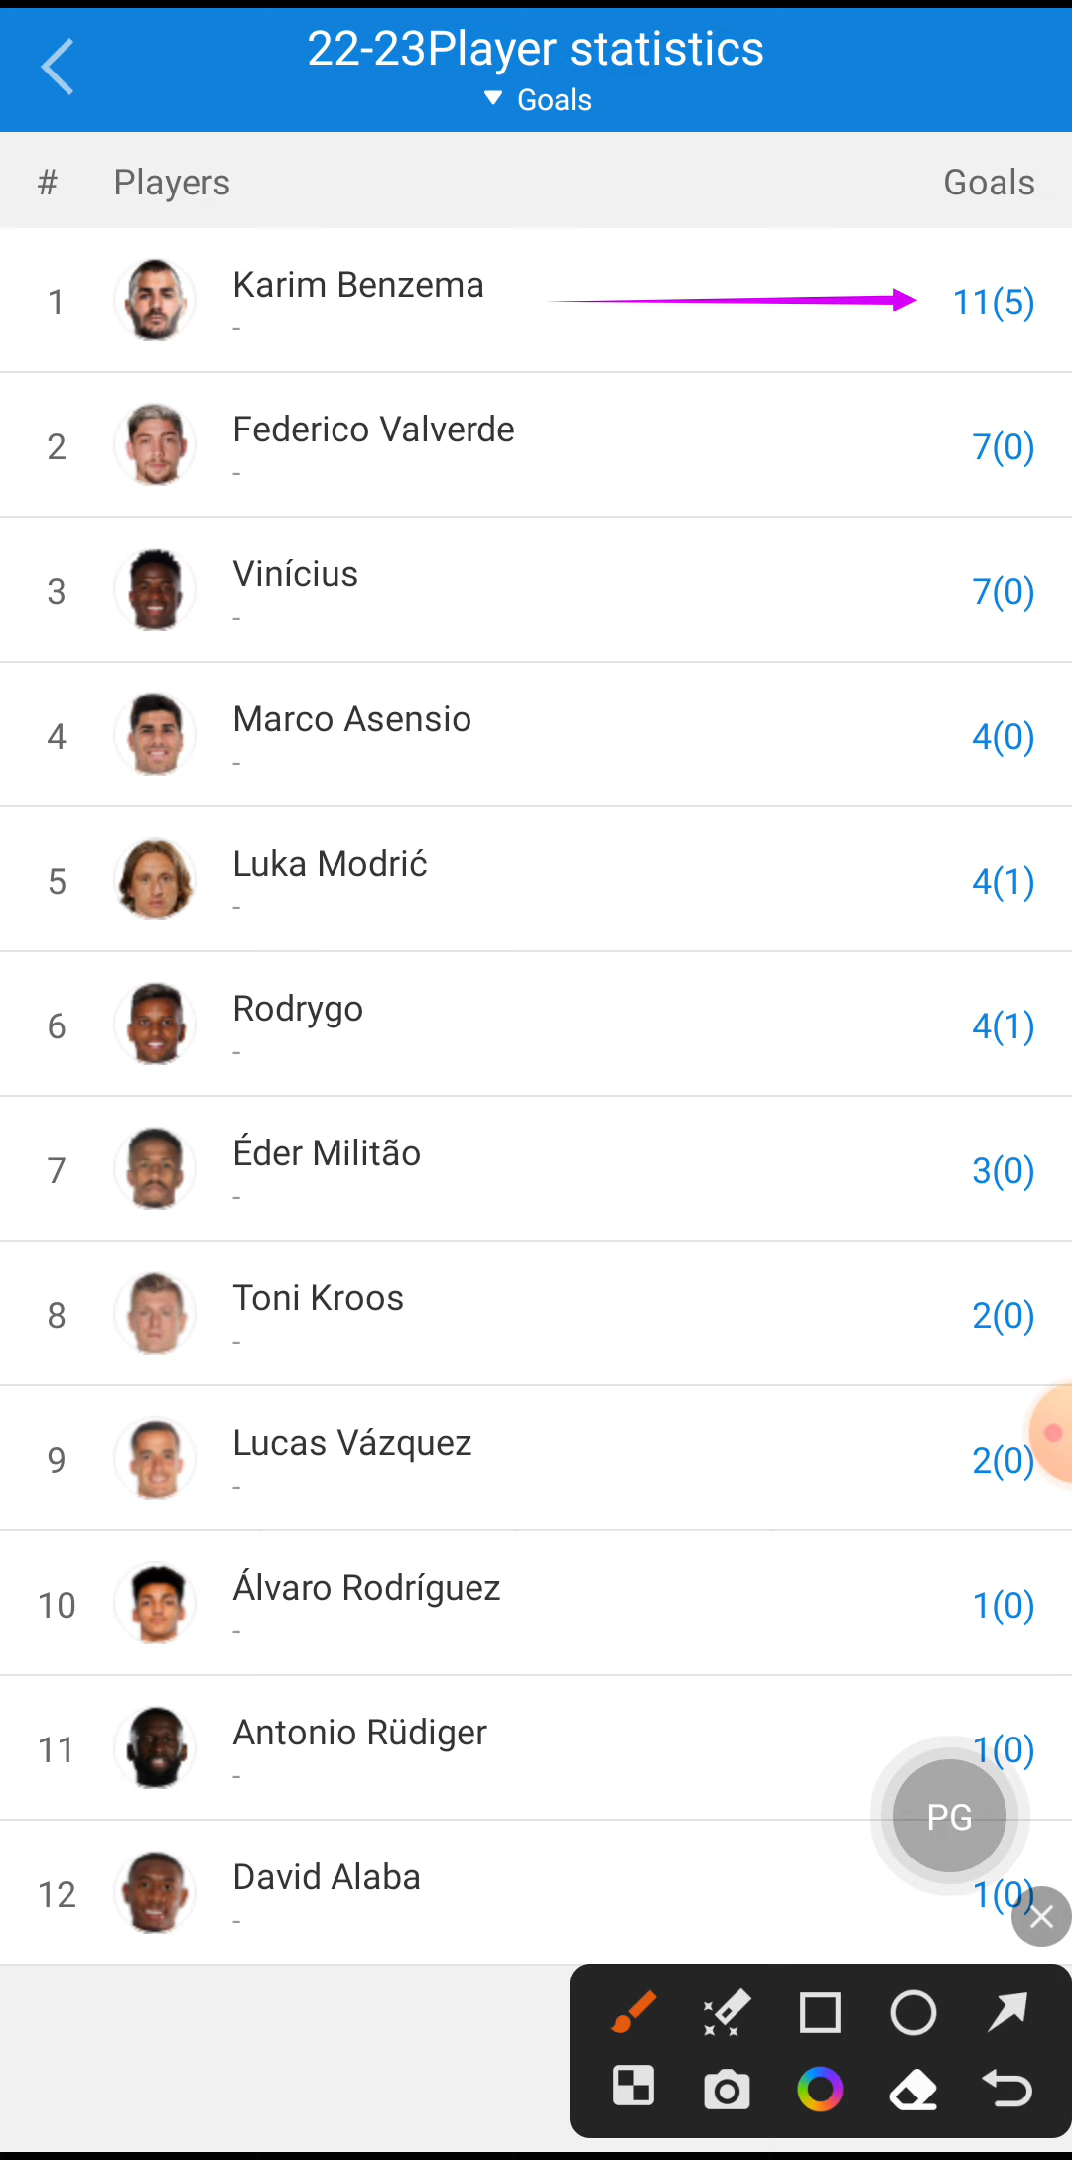 22-23Player statistics
Goals
# Players Goals
1 Karim Benzema 11(5)
-
2 Federico Valverde 7(0)
-
3 Vinícius 7(0)
-
4 Marco Asensio 4(0)
-
5 Luka Modrić 4(1)
-
6 Rodrygo 4(1)
-
7 Éder Militão 3(0)
-
8 Toni Kroos 2(0)
-
9 Lucas Vázquez 2(0)
-
10 Álvaro Rodríguez 1(0)
-
11 Antonio Rüdiger 1(0)
-
PG
12 David Alaba 1(0)
-